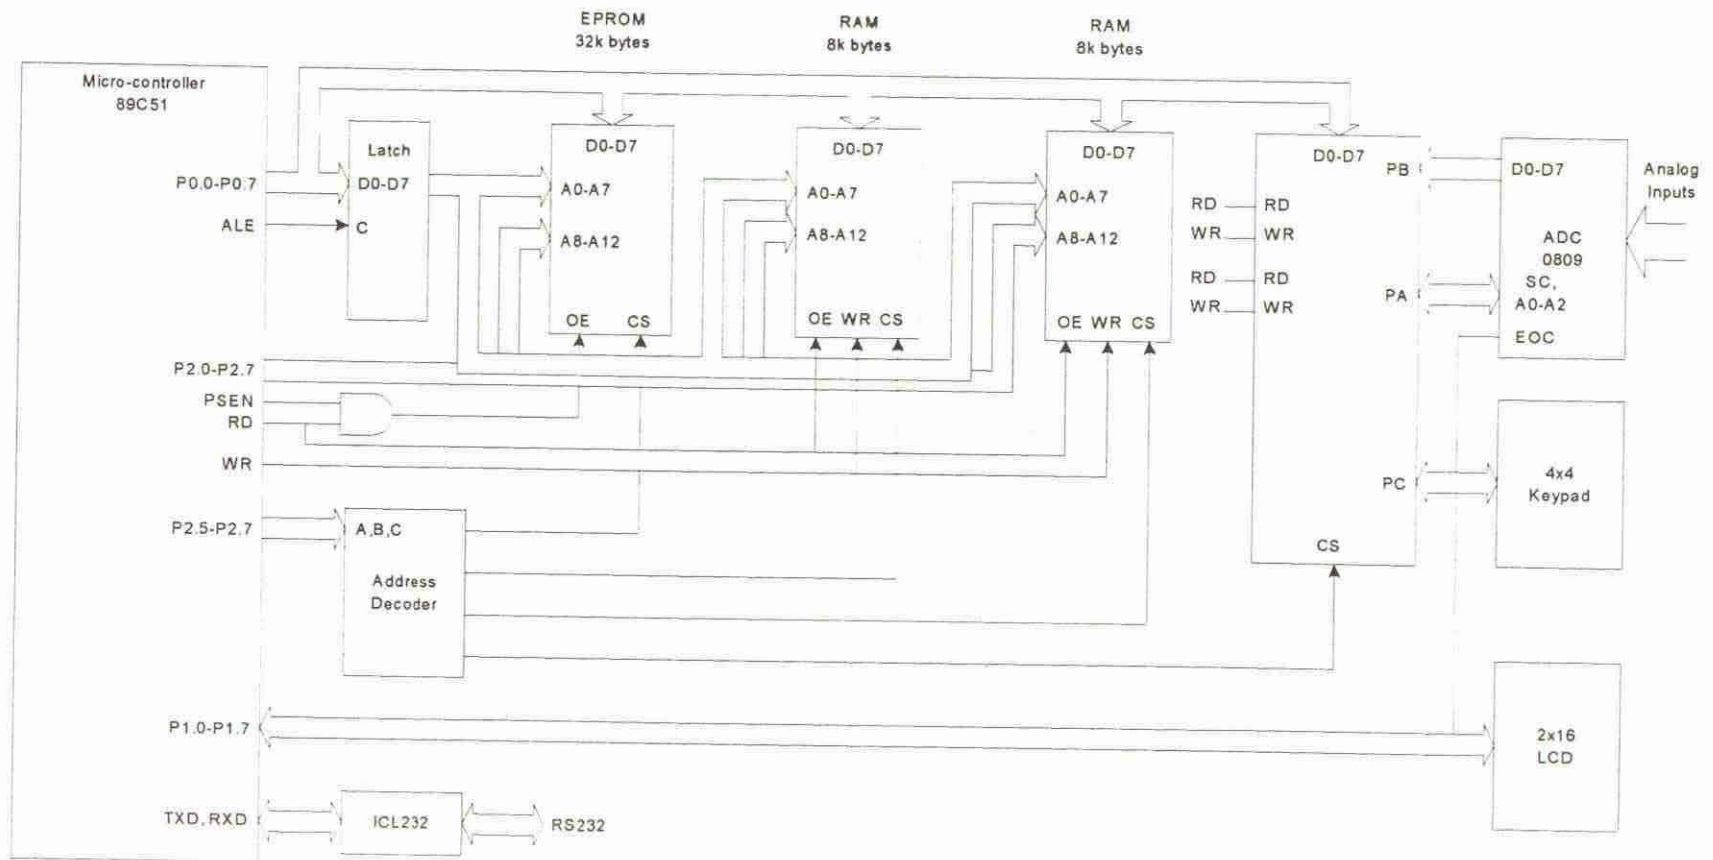 EPROM
32k bytes
RAM
8k bytes
RAM
8k bytes
Micro-controller
89C51
Latch
D0-D7
C
P0.0-P0.7
ALE
P2.0-P2.7
PSEN
RD
WR
P2.5-P2.7
P1.0-P1.7
TXD, RXD
D0-D7
A0-A7
A8-A12
OE CS
D0-D7
A0-A7
A8-A12
OE WR CS
D0-D7
A0-A7
A8-A12
OE WR CS
RD RD
WR WR
RD RD
WR WR
D0-D7
PB
PA
PC
CS
D0-D7
ADC
0809
SC,
A0-A2
EOC
Analog
Inputs
4x4
Keypad
A,B,C
Address
Decoder
2x16
LCD
ICL232
RS232